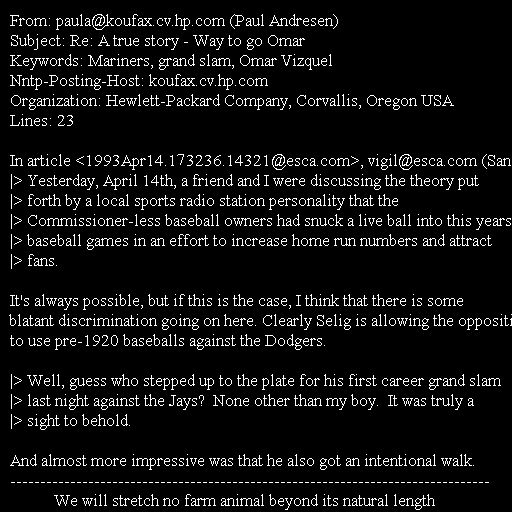 From: paula@koufax.cv.hp.com (Paul Andresen)
Subject: Re: A true story - Way to go Omar
Keywords: Mariners, grand slam, Omar Vizquel
Nntp-Posting-Host: koufax.cv.hp.com
Organization: Hewlett-Packard Company, Corvallis, Oregon USA
Lines: 23

In article <1993Apr14.173236.14321@esca.com>, vigil@esca.com (San
|> Yesterday, April 14th, a friend and I were discussing the theory put
|> forth by a local sports radio station personality that the
|> Commissioner-less baseball owners had snuck a live ball into this years
|> baseball games in an effort to increase home run numbers and attract
|> fans.

It's always possible, but if this is the case, I think that there is some
blatant discrimination going on here. Clearly Selig is allowing the oppositi
to use pre-1920 baseballs against the Dodgers.

|> Well, guess who stepped up to the plate for his first career grand slam
|> last night against the Jays?  None other than my boy.  It was truly a
|> sight to behold.

And almost more impressive was that he also got an intentional walk.
--------------------------------------------------------------------------------
We will stretch no farm animal beyond its natural length